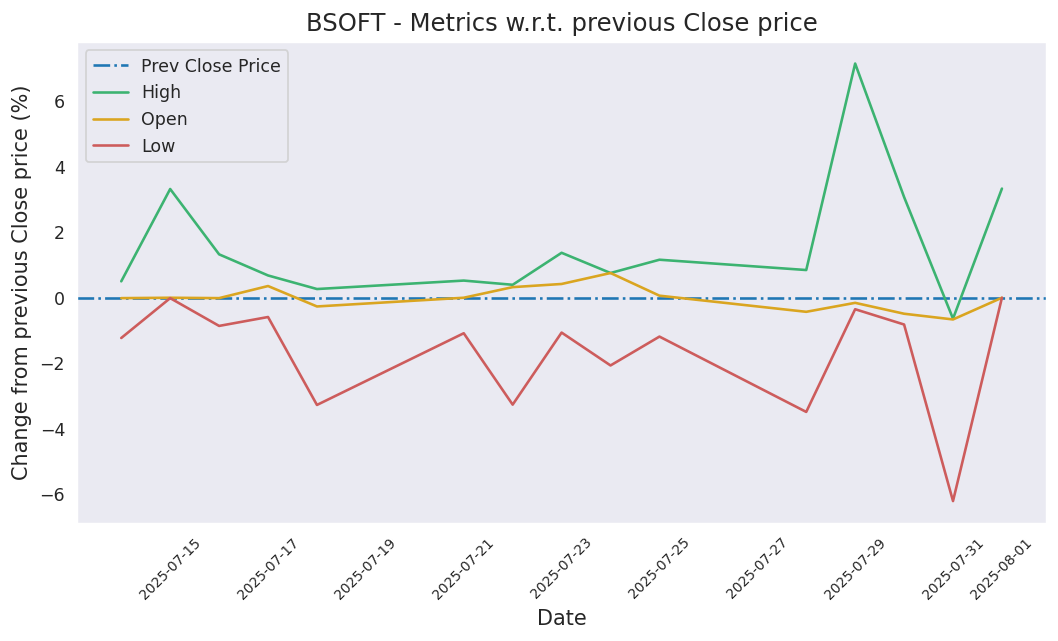 BSOFT - Metrics w.r.t. previous Close price
Prev Close Price
High
Open
Low
Change from previous Close price (%)
6
4
2
0
−2
−4
−6
2025-07-15
2025-07-17
2025-07-19
2025-07-21
2025-07-23
2025-07-25
2025-07-27
2025-07-29
2025-07-31
2025-08-01
Date